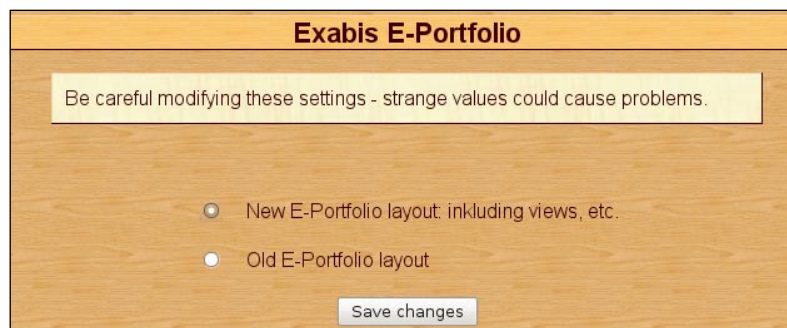 Exabis E-Portfolio
Be careful modifying these settings - strange values could cause problems.
New E-Portfolio layout: inkluding views, etc.
Old E-Portfolio layout
Save changes